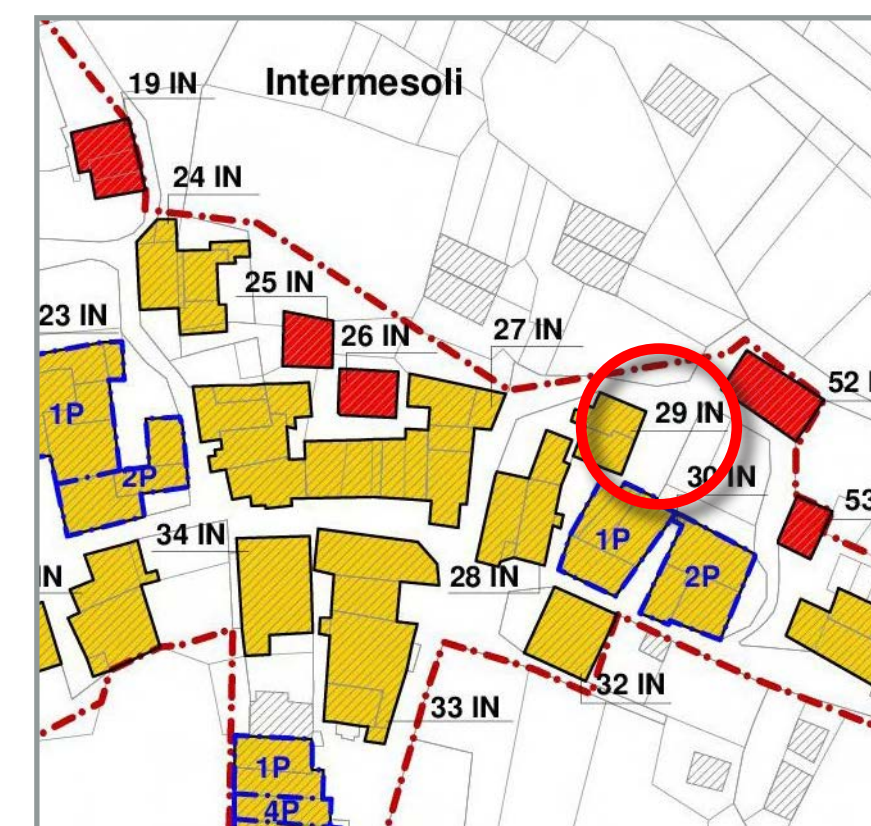 19 IN
Intermesoli
24 IN
25 IN
23 IN
26 IN
27 IN
52 I
1P
29 IN
2P
30 IN
53
34 IN
1P
IN
28 IN
2P
32 IN
33 IN
1P
4P